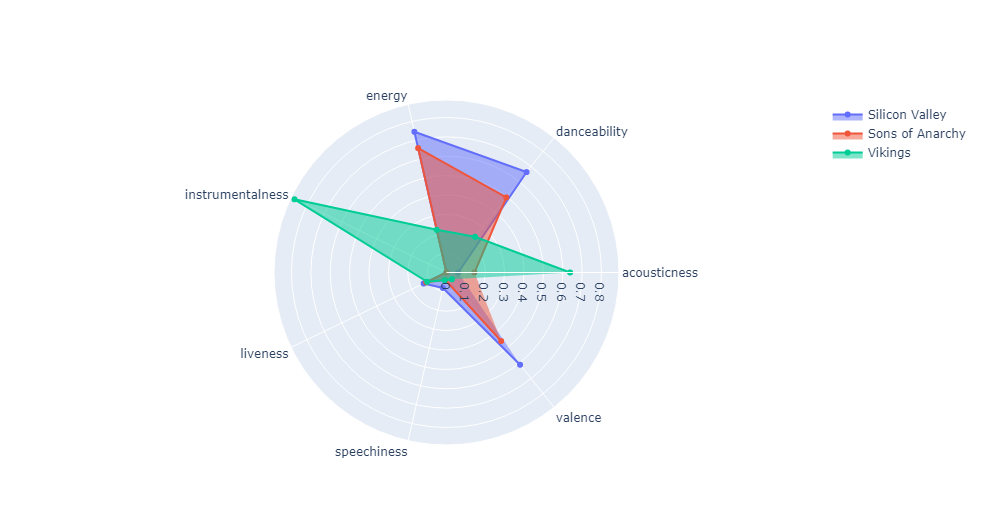 energy
danceability
Silicon Valley
Sons of Anarchy
Vikings
instrumentalness
acousticness
0
0.1
0.2
0.3
0.4
0.5
0.6
0.7
0.8
liveness
valence
speechiness